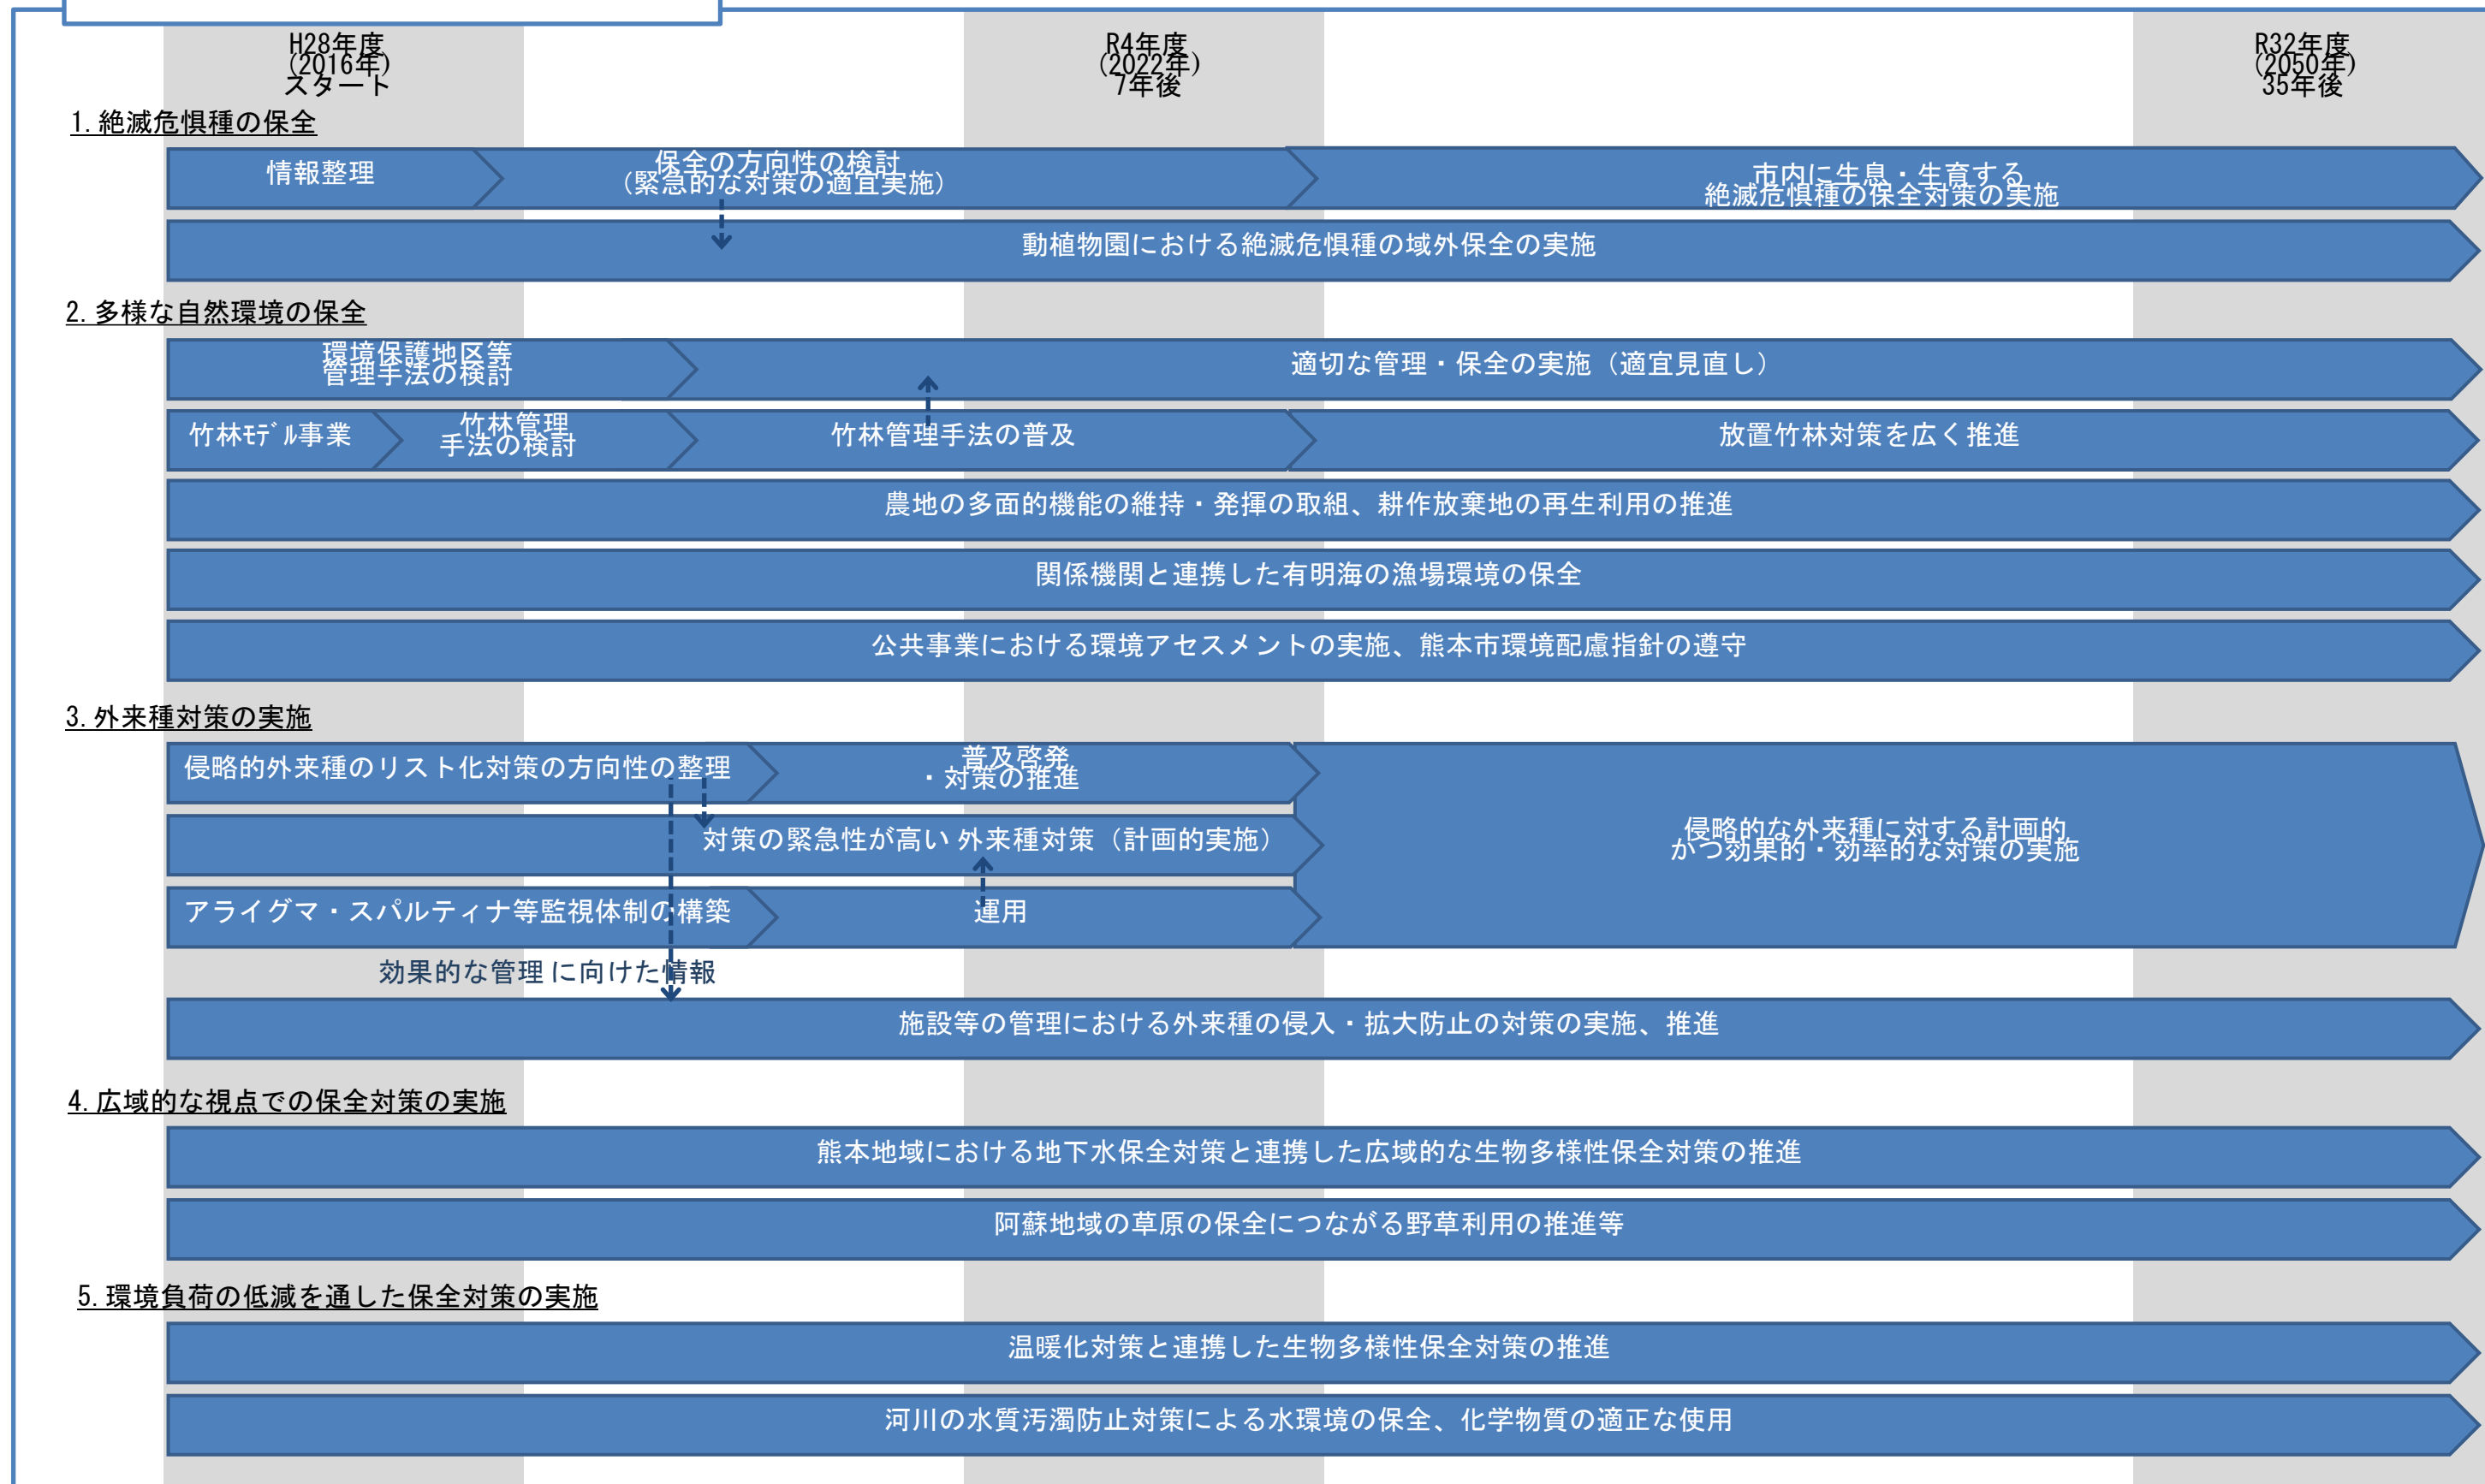 H28年度
(2016年)
スタート
R4年度
(2022年)
7年後
R32年度
(2050年)
35年後
1.絶滅危惧種の保全
情報整理
保全の方向性の検討
（緊急的な対策の適宜実施）
市内に生息・生育する
絶滅危惧種の保全対策の実施
動植物園における絶滅危惧種の域外保全の実施
2.多様な自然環境の保全
環境保護地区等
管理手法の検討
適切な管理・保全の実施（適宜見直し）
竹林ﾓﾃﾞﾙ事業
竹林管理
手法の検討
竹林管理手法の普及
放置竹林対策を広く推進
農地の多面的機能の維持・発揮の取組、耕作放棄地の再生利用の推進
関係機関と連携した有明海の漁場環境の保全
公共事業における環境アセスメントの実施、熊本市環境配慮指針の遵守
3.外来種対策の実施
侵略的外来種のリスト化対策の方向性の整理
普及啓発
・対策の推進
対策の緊急性が高い 外来種対策（計画的実施）
侵略的な外来種に対する計画的
かつ効果的・効率的な対策の実施
アライグマ・スパルティナ等監視体制の構築
運用
効果的な管理 に向けた情報
施設等の管理における外来種の侵入・拡大防止の対策の実施、推進
4.広域的な視点での保全対策の実施
熊本地域における地下水保全対策と連携した広域的な生物多様性保全対策の推進
阿蘇地域の草原の保全につながる野草利用の推進等
5.環境負荷の低減を通した保全対策の実施
温暖化対策と連携した生物多様性保全対策の推進
河川の水質汚濁防止対策による水環境の保全、化学物質の適正な使用